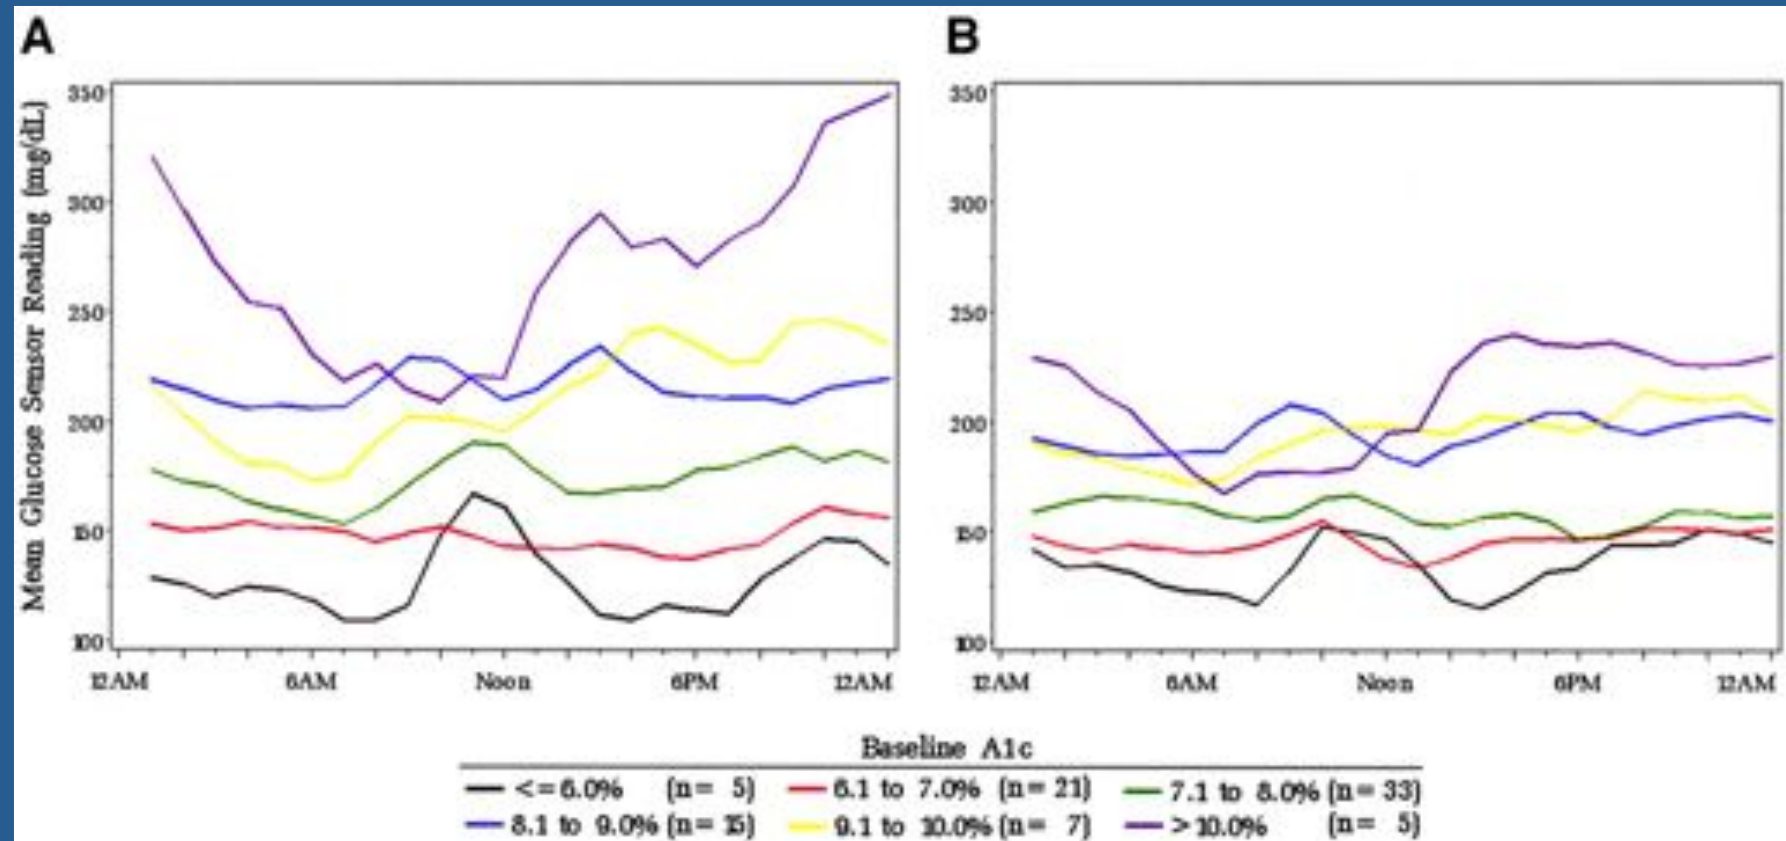 A
B
Mean Glucose Sensor Reading (mg/dL)
350
300
250
200
150
100
12AM 6AM Noon 6PM 12AM
350
300
250
200
150
100
12AM 6AM Noon 6PM 12AM
Baseline A1c
<=6.0% (n= 5) 6.1 to 7.0% (n= 21) 7.1 to 8.0% (n= 33)
8.1 to 9.0% (n= 15) 9.1 to 10.0% (n= 7) >10.0% (n= 5)